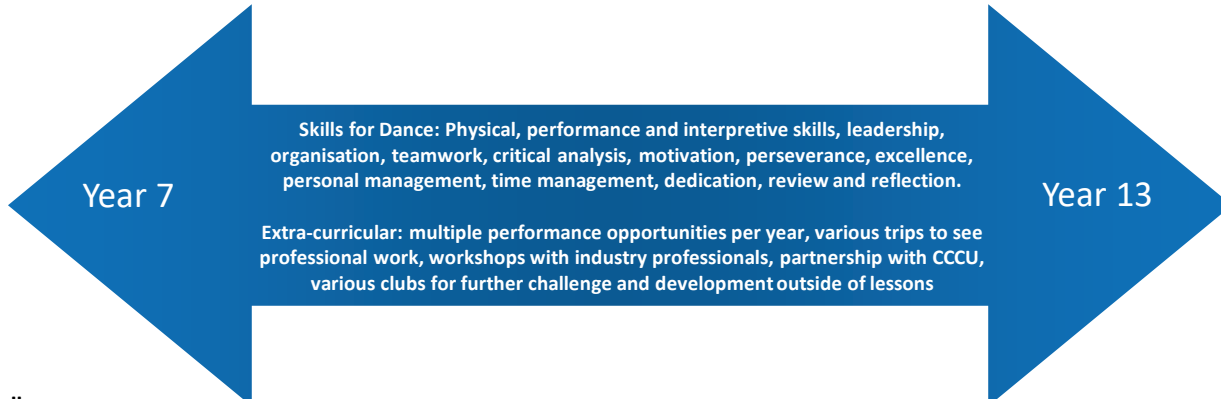 Skills for Dance: Physical, performance and interpretive skills, leadership,
organisation, teamwork, critical analysis, motivation, perseverance, excellence,
personal management, time management, dedication, review and reflection.
Year 7
Year 13
Extra-curricular: multiple performance opportunities per year, various trips to see
professional work, workshops with industry professionals, partnership with CCCU,
various clubs for further challenge and development outside of lessons